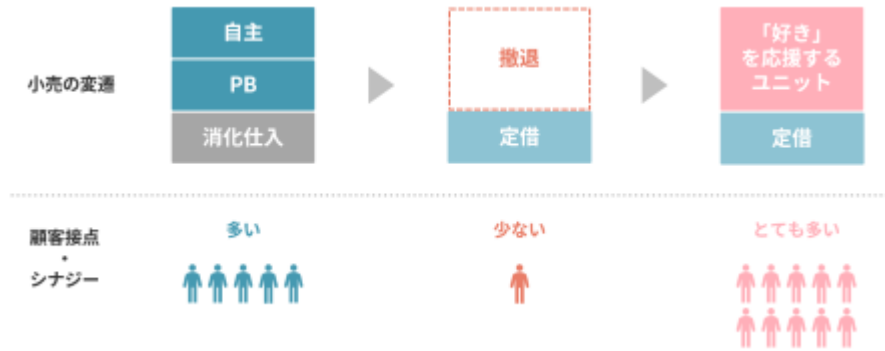 小売の変遷
自主
PB
消化仕入
撤退
定借
「好き」
を応援する
ユニット
定借
顧客接点
・
シナジー
多い
少ない
とても多い